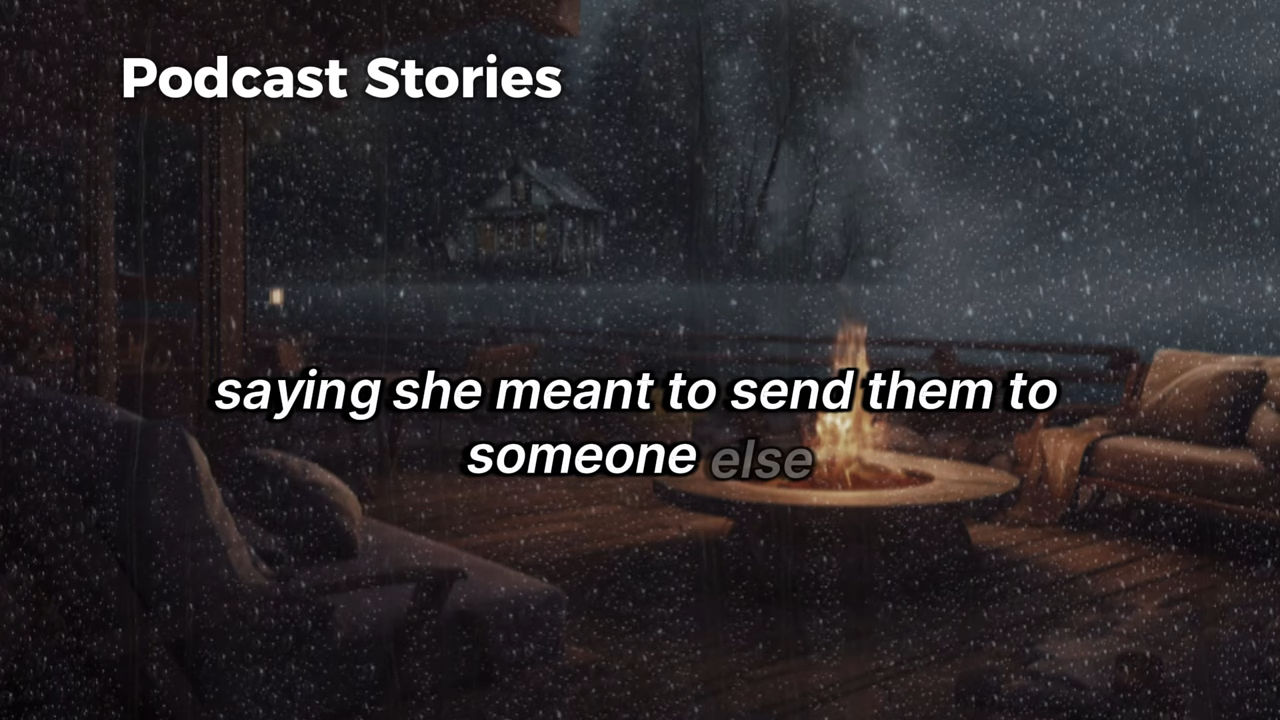 Podcast Stories
saying she meant to send them to
someone else